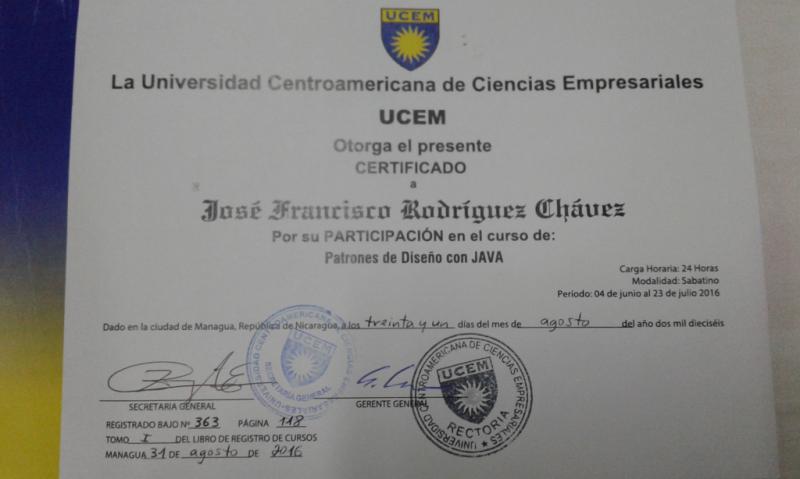 UCEM
La Universidad Centroamericana de Ciencias Empresariales
UCEM
Otorga el presente
CERTIFICADO
a
José Francisco Rodríguez Chávez
Por su PARTICIPACIÓN en el curso de:
Patrones de Diseño con JAVA
Carga Horaria: 24 Horas
Modalidad: Sabatino
Periodo: 04 de junio al 23 de julio 2016
Dado en la ciudad de Managua, República de Nicaragua, a los treinta y un días del mes de agosto del año dos mil dieciséis
UCEM
SECRETARÍA GENERAL
UNIVERSIDAD CENTROAMERICANA DE CIENCIAS EMPRESARIALES
UCEM
RECTORIA
SECRETARIA GENERAL
GERENTE GENERAL
REGISTRADO BAJO Nº 363 PÁGINA 118
TOMO I DEL LIBRO DE REGISTRO DE CURSOS
MANAGUA 31 DE agosto DE 2016